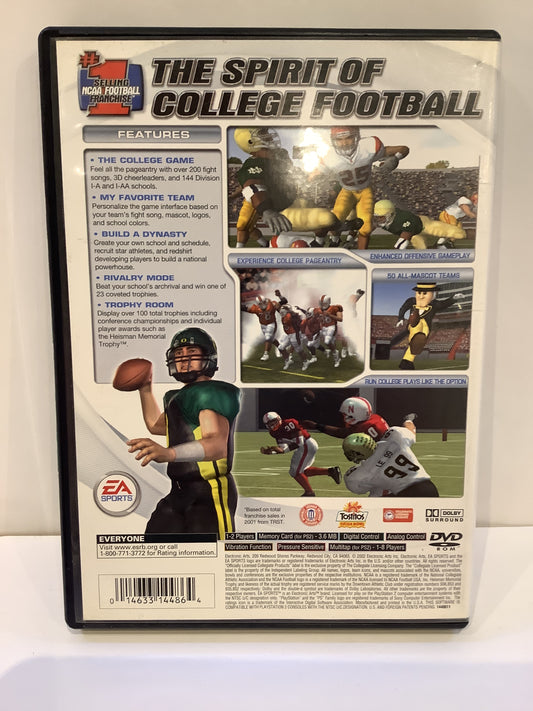 #1
SELLING
NCAA FOOTBALL
FRANCHISE
THE SPIRIT OF
COLLEGE FOOTBALL
FEATURES
• THE COLLEGE GAME
Feel all the pageantry with over 200 fight
songs, 3D cheerleaders, and 144 Division
I-A and I-AA schools.
• MY FAVORITE TEAM
Personalize the game interface based on
your team's fight song, mascot, logos,
and school colors.
• BUILD A DYNASTY
Create your own school and schedule,
recruit star athletes, and redshirt
developing players to build a national
powerhouse.
• RIVALRY MODE
Beat your school's archrival and win one of
23 coveted trophies.
• TROPHY ROOM
Display over 100 total trophies including
conference championships and individual
player awards such as
the Heisman Memorial
Trophy™.
25
ENHANCED OFFENSIVE GAMEPLAY
EXPERIENCE COLLEGE PAGEANTRY
50 ALL-MASCOT TEAMS
RUN COLLEGE PLAYS LIKE THE OPTION
30
N
99
EA
SPORTS
*Based on total
franchise sales in
2001 from TRST.
Tostitos
DOLBY
SURROUND
DVD
ROM
EVERYONE
Visit www.esrb.org or call
1-800-771-3772 for Rating information.
1-2 Players
Memory Card (for PS2) - 3.6 MB
Digital Control
Analog Control
Vibration Function
Pressure Sensitive
Multitap (for PS2) - 1-8 Players
0 14633 14486 4